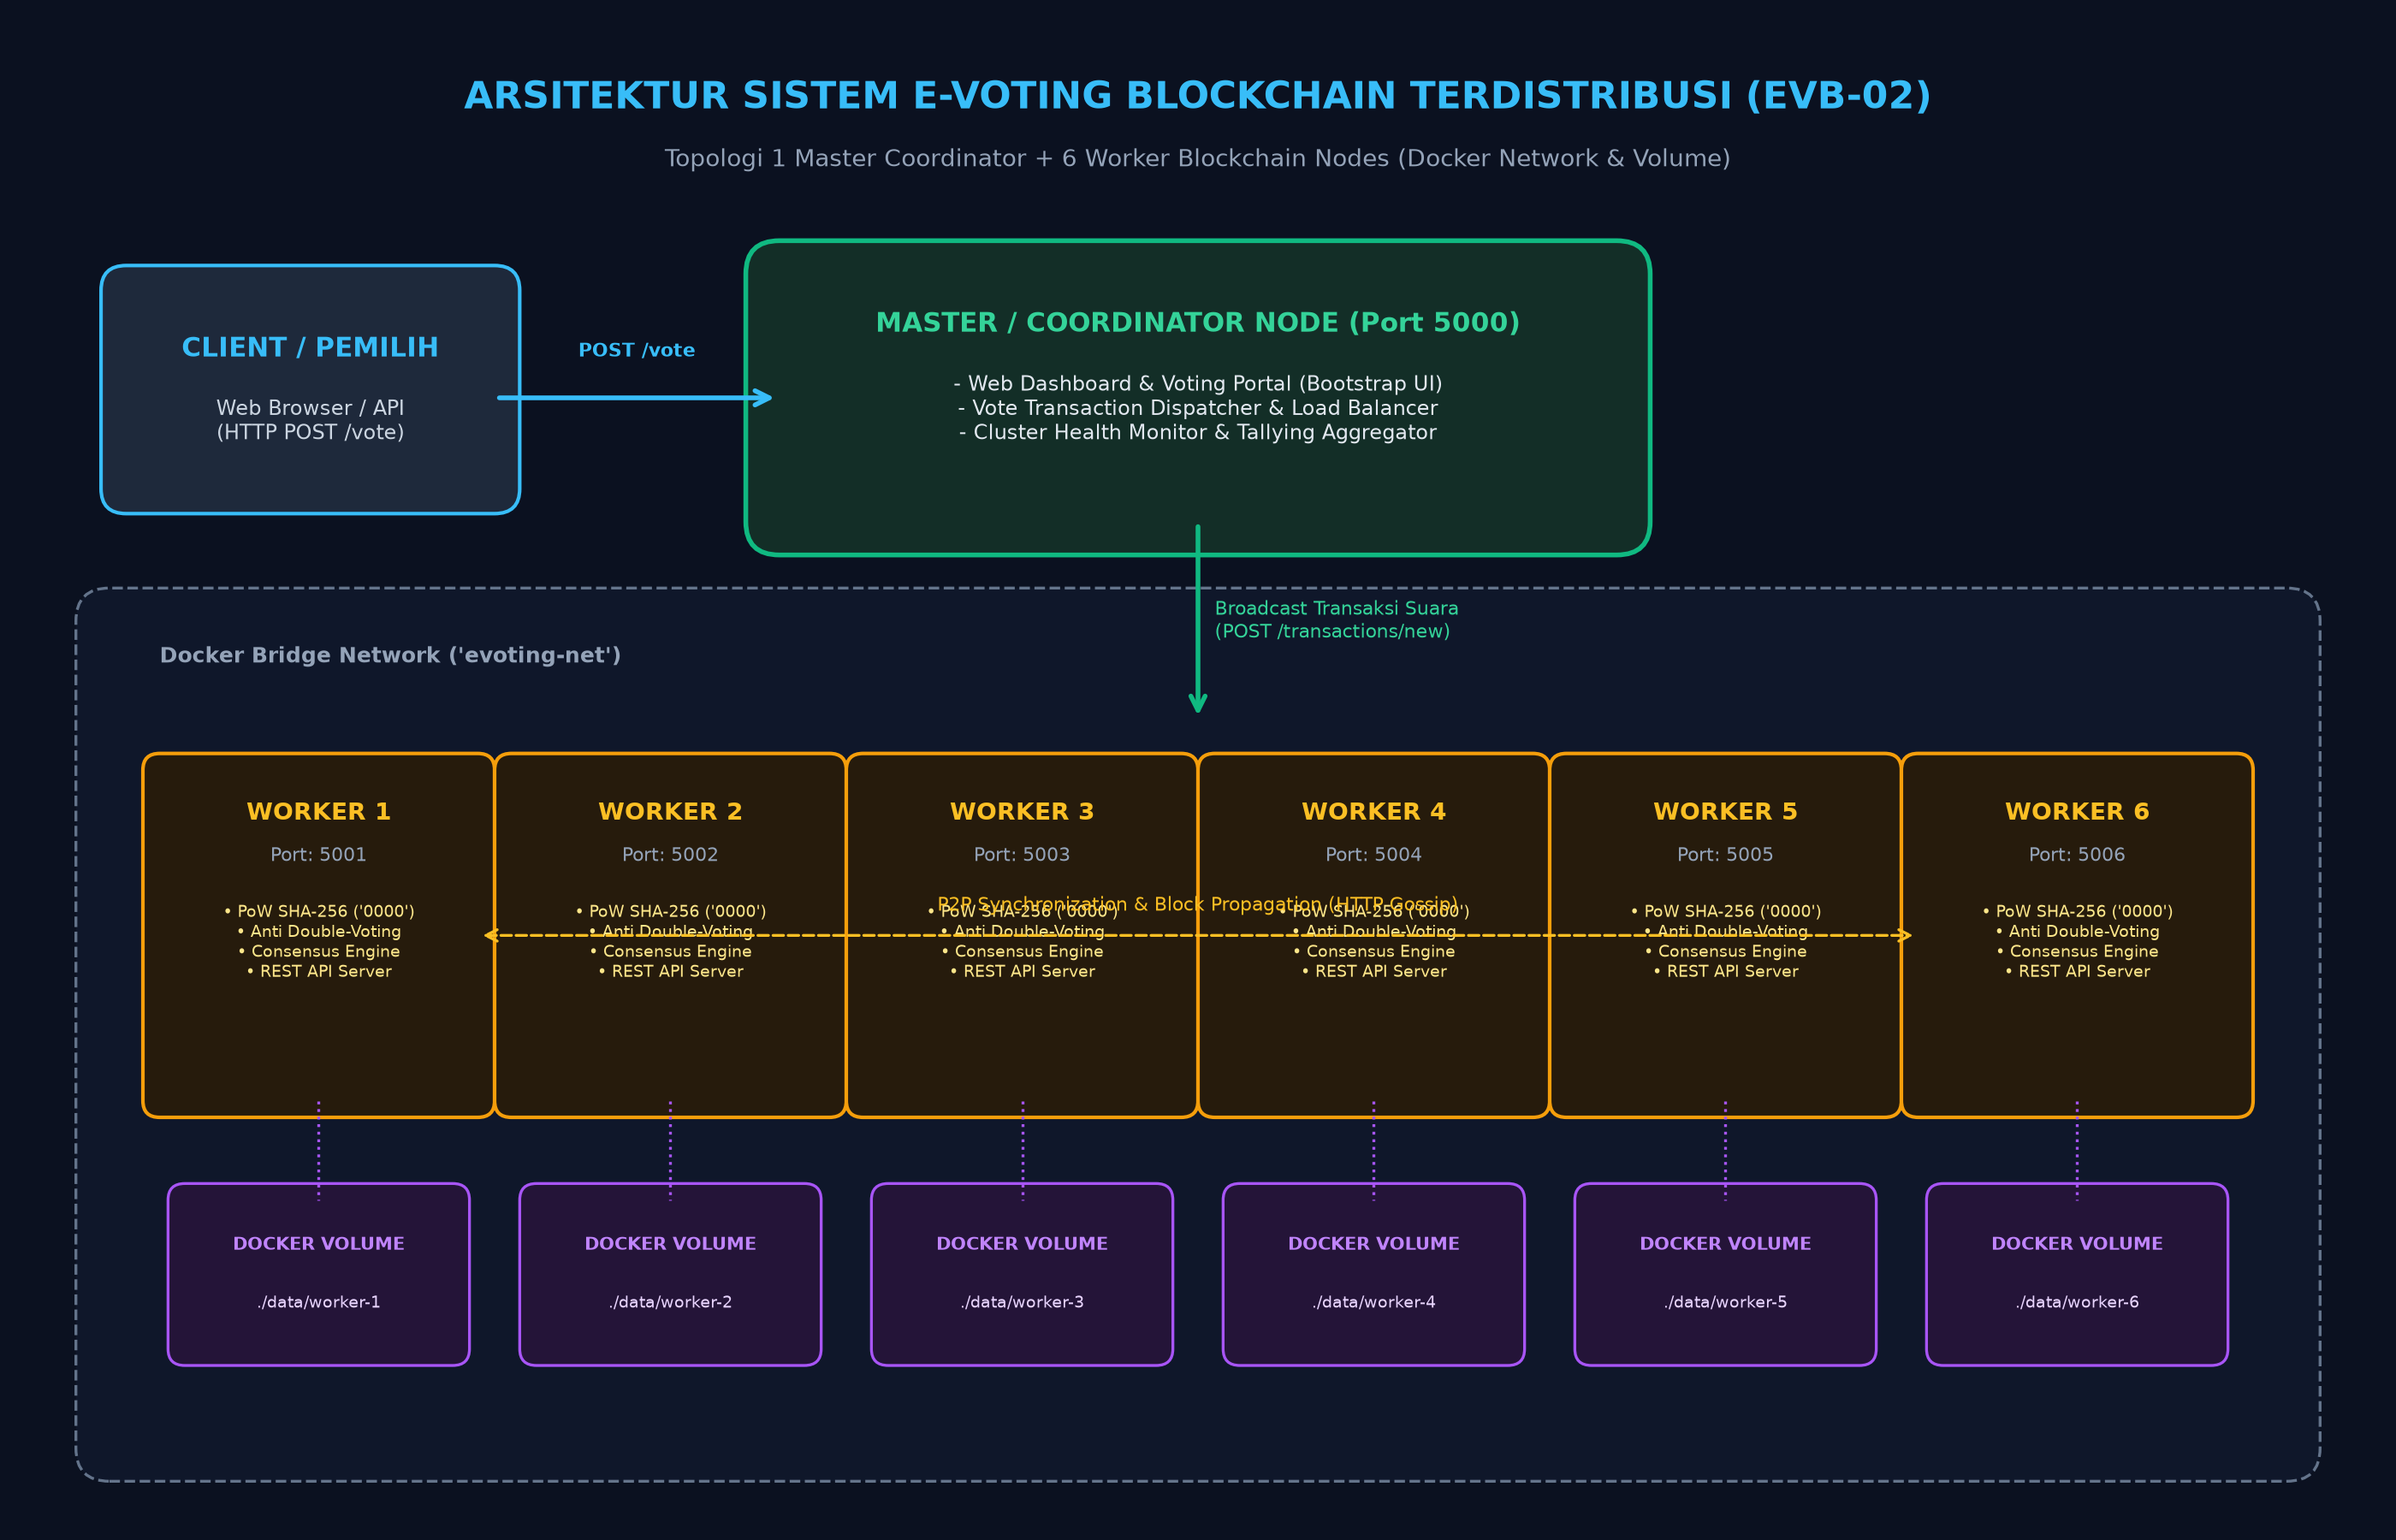 ARSITEKTUR SISTEM E-VOTING BLOCKCHAIN TERDISTRIBUSI (EVB-02)
Topologi 1 Master Coordinator + 6 Worker Blockchain Nodes (Docker Network & Volume)
CLIENT / PEMILIH
Web Browser / API
(HTTP POST /vote)
POST /vote
MASTER / COORDINATOR NODE (Port 5000)
- Web Dashboard & Voting Portal (Bootstrap UI)
- Vote Transaction Dispatcher & Load Balancer
- Cluster Health Monitor & Tallying Aggregator
Broadcast Transaksi Suara
(POST /transactions/new)
Docker Bridge Network ('evoting-net')
WORKER 1
Port: 5001
• PoW SHA-256 ('0000')
• Anti Double-Voting
• Consensus Engine
• REST API Server
WORKER 2
Port: 5002
• PoW SHA-256 ('0000')
• Anti Double-Voting
• Consensus Engine
• REST API Server
WORKER 3
Port: 5003
• PoW SHA-256 ('0000')
• Anti Double-Voting
• Consensus Engine
• REST API Server
WORKER 4
Port: 5004
• PoW SHA-256 ('0000')
• Anti Double-Voting
• Consensus Engine
• REST API Server
WORKER 5
Port: 5005
• PoW SHA-256 ('0000')
• Anti Double-Voting
• Consensus Engine
• REST API Server
WORKER 6
Port: 5006
• PoW SHA-256 ('0000')
• Anti Double-Voting
• Consensus Engine
• REST API Server
P2P Synchronization & Block Propagation (HTTP Gossip)
DOCKER VOLUME
./data/worker-1
DOCKER VOLUME
./data/worker-2
DOCKER VOLUME
./data/worker-3
DOCKER VOLUME
./data/worker-4
DOCKER VOLUME
./data/worker-5
DOCKER VOLUME
./data/worker-6